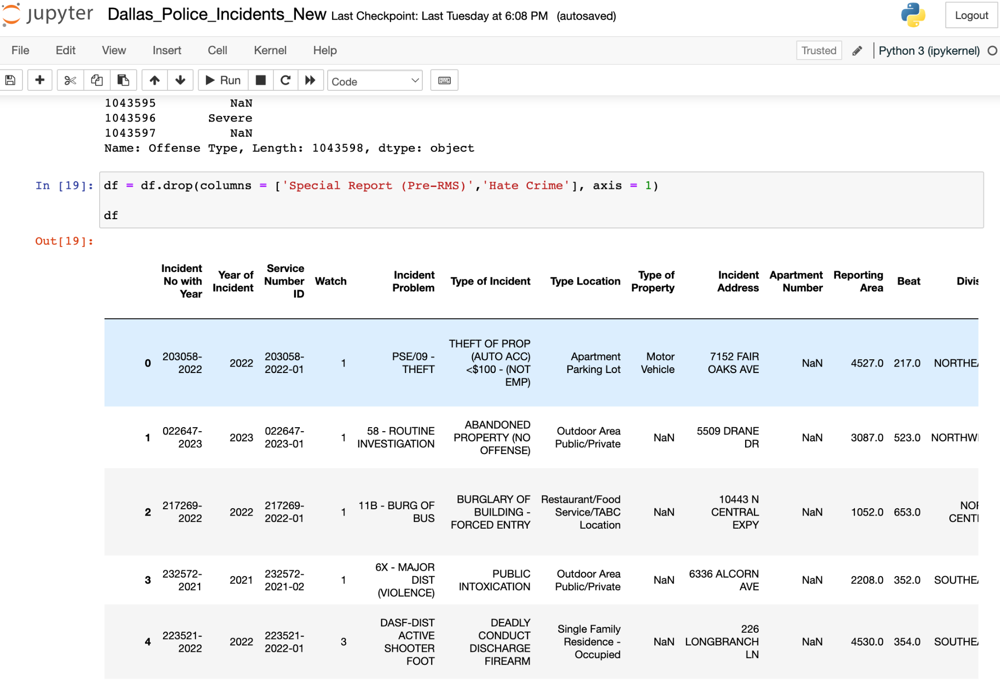 jupyter Dallas_Police_Incidents_New Last Checkpoint: Last Tuesday at 6:08 PM (autosaved) Logout
File Edit View Insert Cell Kernel Help Trusted Python 3 (ipykernel)
Run Code
1043595 NaN
1043596 Severe
1043597 NaN
Name: Offense Type, Length: 1043598, dtype: object
In [19]: df = df.drop(columns = ['Special Report (Pre-RMS)','Hate Crime'], axis = 1)
df
Out[19]:
Incident No with Year Year of Incident Service Number ID Watch Incident Problem Type of Incident Type Location Type of Property Incident Address Apartment Number Reporting Area Beat Divis
0 203058-2022 2022 203058-2022-01 1 PSE/09 - THEFT THEFT OF PROP (AUTO ACC) <$100 - (NOT EMP) Apartment Parking Lot Motor Vehicle 7152 FAIR OAKS AVE NaN 4527.0 217.0 NORTHEA
1 022647-2023 2023 022647-2023-01 1 58 - ROUTINE INVESTIGATION ABANDONED PROPERTY (NO OFFENSE) Outdoor Area Public/Private NaN 5509 DRANE DR NaN 3087.0 523.0 NORTHWE
2 217269-2022 2022 217269-2022-01 1 11B - BURG OF BUS BURGLARY OF BUILDING - FORCED ENTRY Restaurant/Food Service/TABC Location NaN 10443 N CENTRAL EXPY NaN 1052.0 653.0 NOR CENTR
3 232572-2021 2021 232572-2021-02 1 6X - MAJOR DIST (VIOLENCE) PUBLIC INTOXICATION Outdoor Area Public/Private NaN 6336 ALCORN AVE NaN 2208.0 352.0 SOUTHEA
4 223521-2022 2022 223521-2022-01 3 DASF-DIST ACTIVE SHOOTER FOOT DEADLY CONDUCT DISCHARGE FIREARM Single Family Residence - Occupied NaN 226 LONGBRANCH LN NaN 4530.0 354.0 SOUTHEA